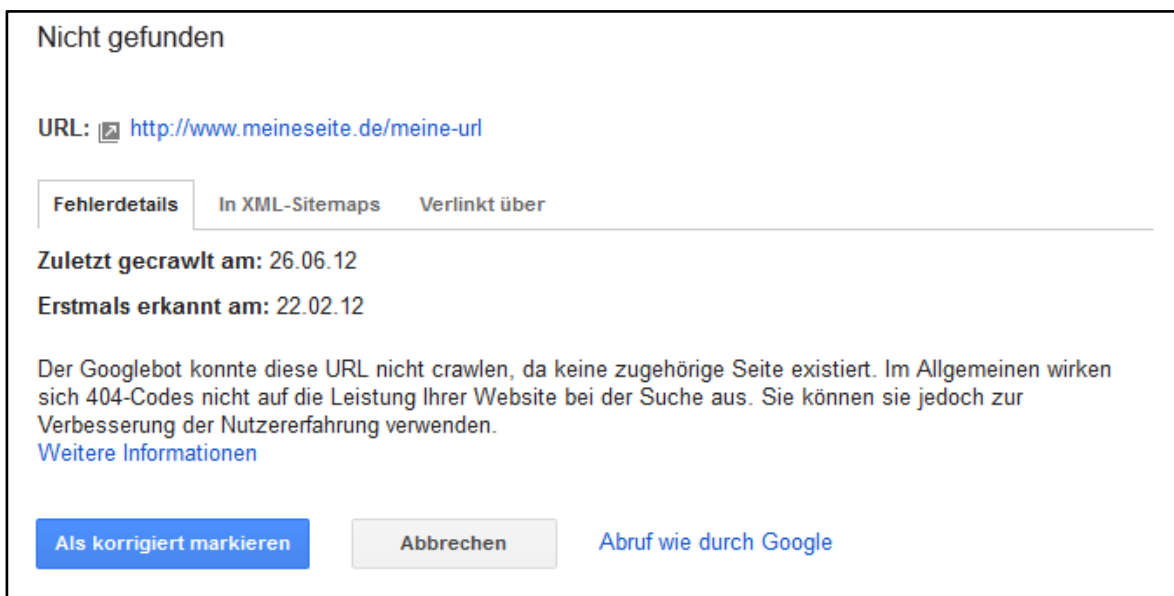 Nicht gefunden
URL: http://www.meineseite.de/meine-url
Fehlerdetails In XML-Sitemaps Verlinkt über
Zuletzt gecrawlt am: 26.06.12
Erstmals erkannt am: 22.02.12
Der Googlebot konnte diese URL nicht crawlen, da keine zugehörige Seite existiert. Im Allgemeinen wirken
sich 404-Codes nicht auf die Leistung Ihrer Website bei der Suche aus. Sie können sie jedoch zur
Verbesserung der Nutzererfahrung verwenden.
Weitere Informationen
Als korrigiert markieren Abbrechen Abruf wie durch Google